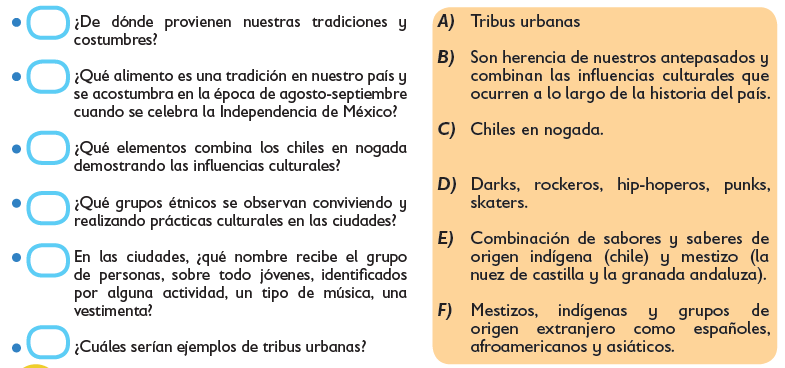 ¿De dónde provienen nuestras tradiciones y
costumbres?
¿Qué alimento es una tradición en nuestro país y
se acostumbra en la época de agosto-septiembre
cuando se celebra la Independencia de México?
¿Qué elementos combina los chiles en nogada
demostrando las influencias culturales?
¿Qué grupos étnicos se observan conviviendo y
realizando prácticas culturales en las ciudades?
En las ciudades, ¿qué nombre recibe el grupo
de personas, sobre todo jóvenes, identificados
por alguna actividad, un tipo de música, una
vestimenta?
¿Cuáles serían ejemplos de tribus urbanas?
A) Tribus urbanas
B) Son herencia de nuestros antepasados y
combinan las influencias culturales que
ocurren a lo largo de la historia del país.
C) Chiles en nogada.
D) Darks, rockeros, hip-hoperos, punks,
skaters.
E) Combinación de sabores y saberes de
origen indígena (chile) y mestizo (la
nuez de castilla y la granada andaluza).
F) Mestizos, indígenas y grupos de
origen extranjero como españoles,
afroamericanos y asiáticos.